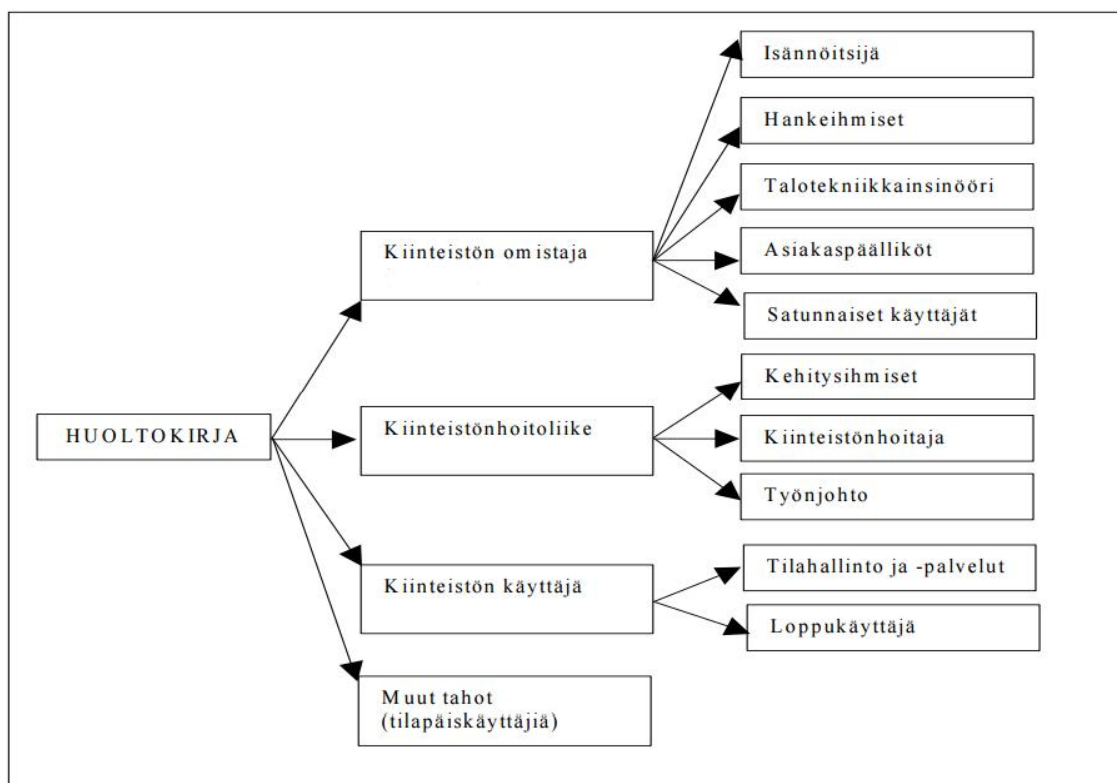 Isännöitsijä
Hankeihmiset
Talotekniikkainsinööri
Kiinteistön omistaja
Asiakaspäälliköt
Satunnaiset käyttäjät
Kehitysihmiset
HUOLTOKIRJA
Kiinteistönhoitoliike
Kiinteistönhoitaja
Työnjohto
Tilahallinto ja -palvelut
Kiinteistön käyttäjä
Loppukäyttäjä
Muut tahot
(tilapäiskäyttäjiä)